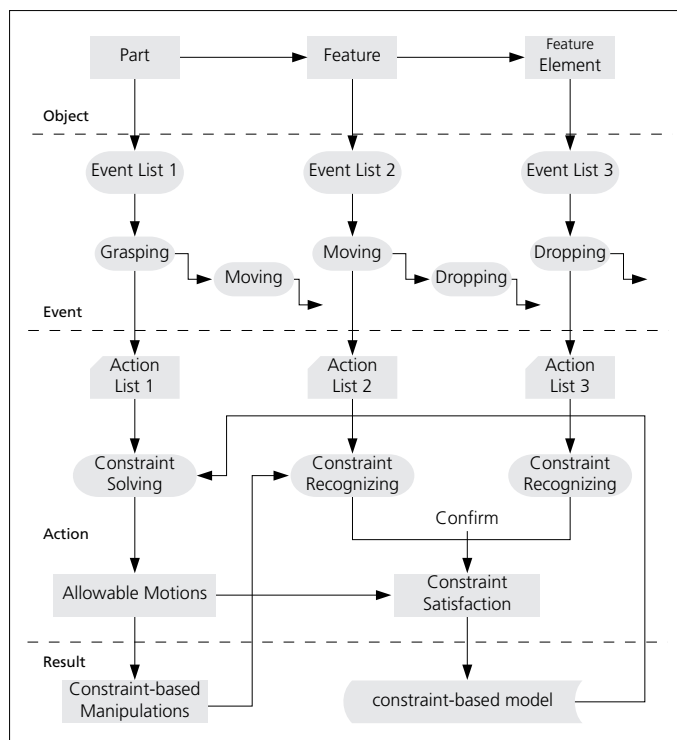 Part
Feature
Feature
Element
Object
Event List 1
Event List 2
Event List 3
Grasping
Moving
Moving
Dropping
Dropping
Event
Action
List 1
Action
List 2
Action
List 3
Constraint
Solving
Constraint
Recognizing
Constraint
Recognizing
Confirm
Action
Allowable Motions
Constraint
Satisfaction
Result
Constraint-based
Manipulations
constraint-based model